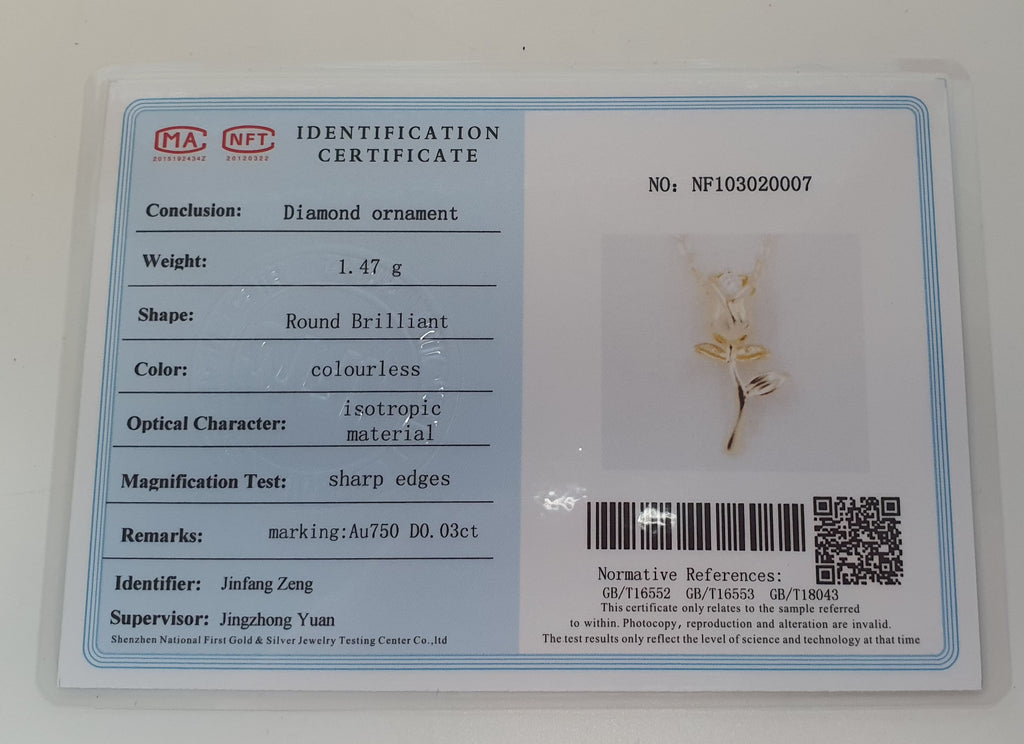 MA
2015192434Z
NFT
20120322
IDENTIFICATION
CERTIFICATE
Conclusion: Diamond ornament
Weight: 1.47 g
Shape: Round Brilliant
Color: colourless
Optical Character: isotropic
material
Magnification Test: sharp edges
Remarks: marking:Au750 D0.03ct
Identifier: Jinfang Zeng
Supervisor: Jingzhong Yuan
Shenzhen National First Gold & Silver Jewelry Testing Center Co.,ltd
NO: NF103020007
Normative References:
GB/T16552 GB/T16553 GB/T18043
This certificate only relates to the sample referred
to within. Photocopy, reproduction and alteration are invalid.
The test results only reflect the level of science and technology at that time